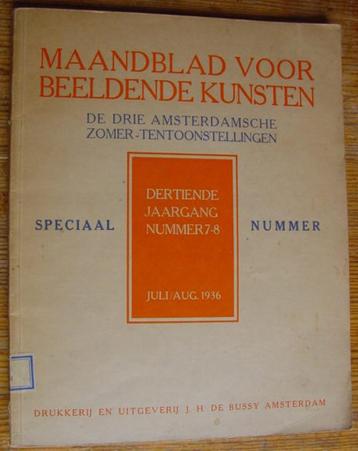 MAANDBLAD VOOR
BEELDENDE KUNSTEN
DE DRIE AMSTERDAMSCHE
ZOMER-TENTOONSTELLINGEN
DERTIENDE
JAARGANG
NUMMER 7-8
SPECIAAL NUMMER
JULI/AUG. 1936
DRUKKERIJ EN UITGEVERIJ J. H. DE BUSSY AMSTERDAM